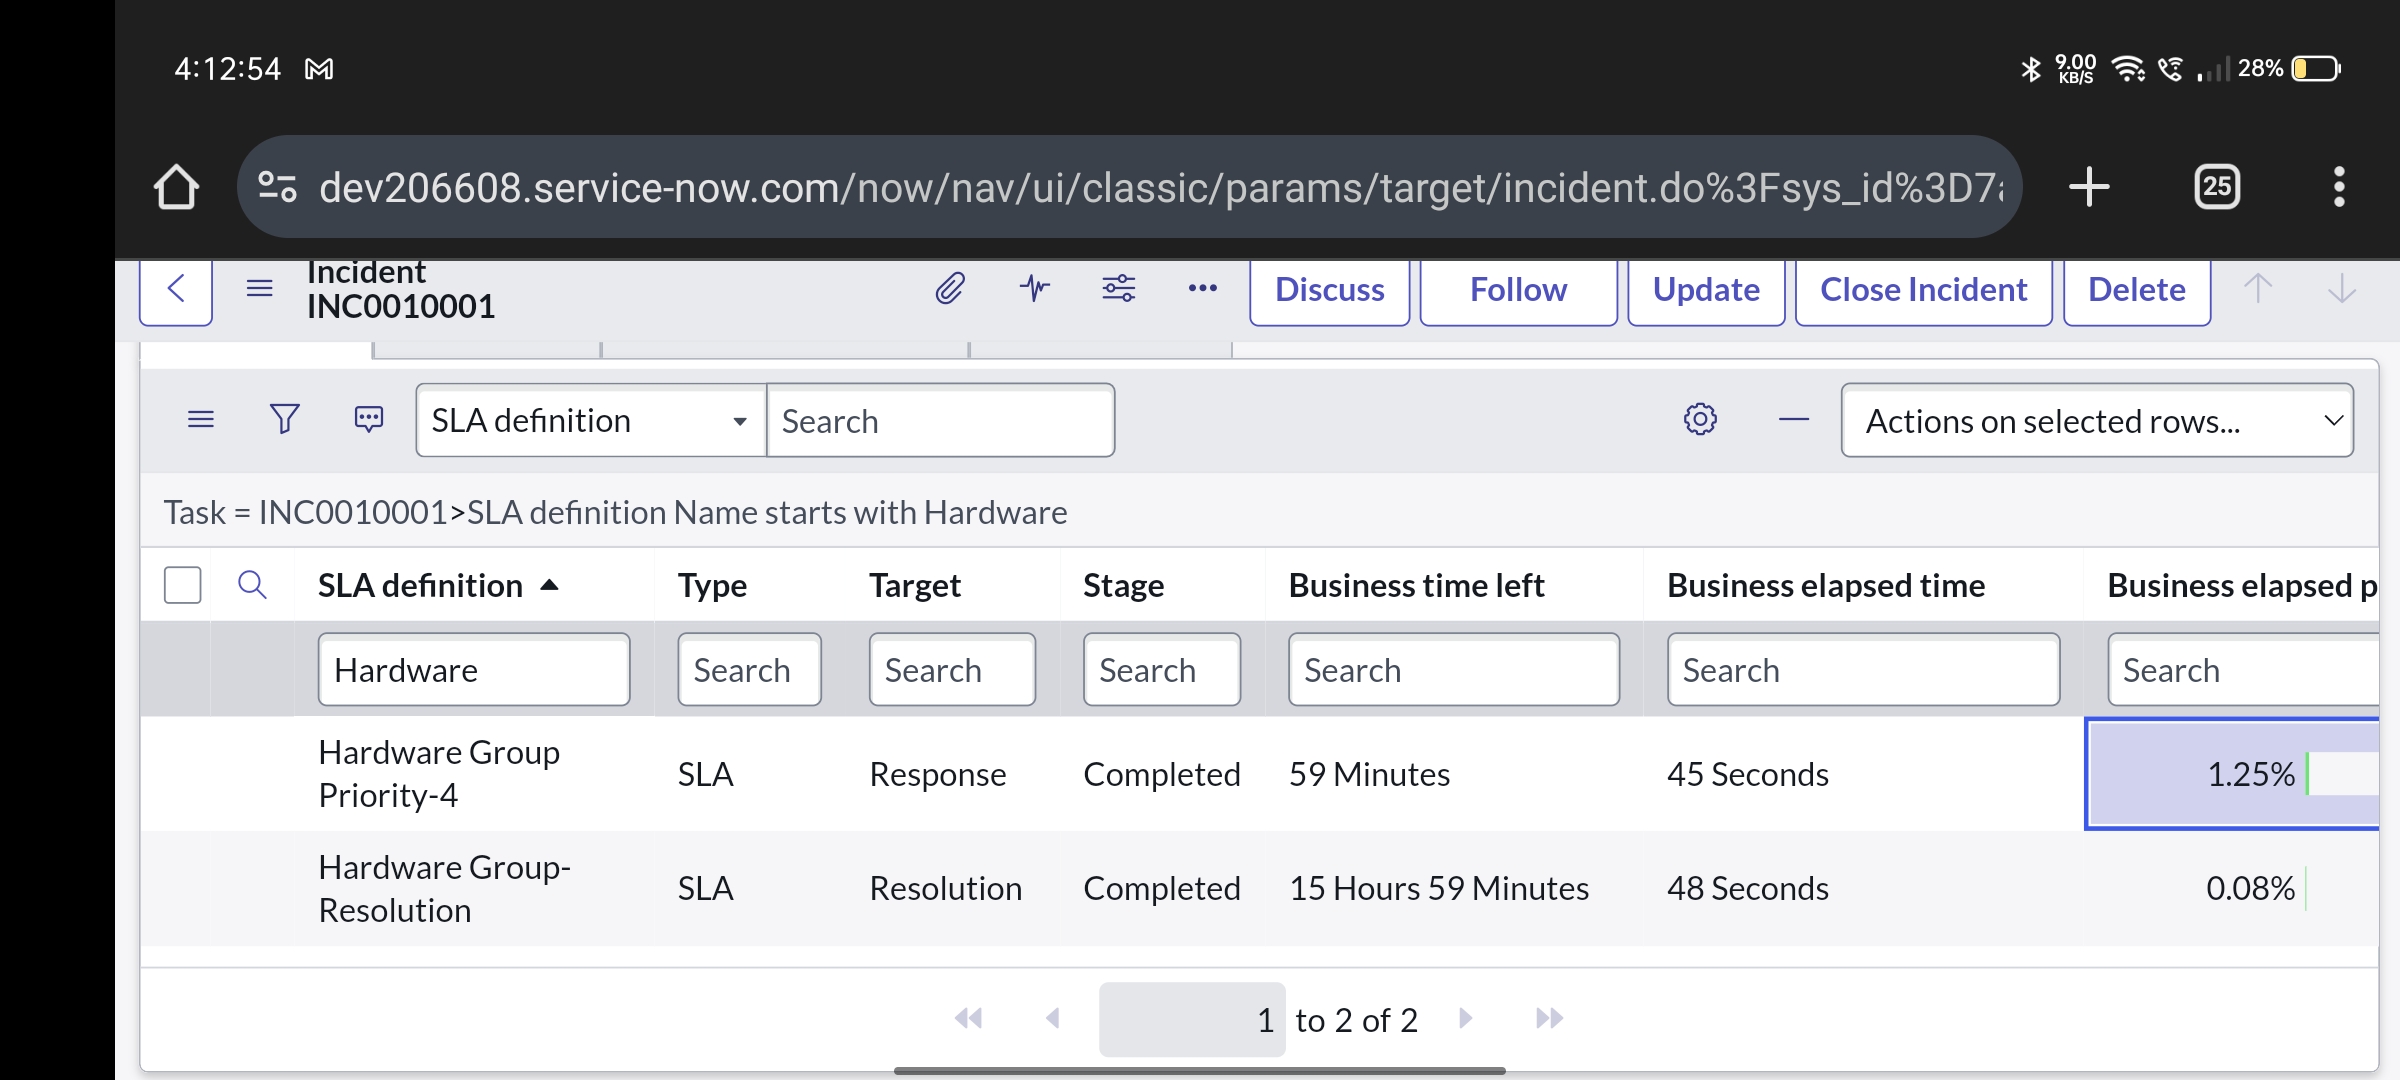 4:12:54
9.00
KB/S
28%
dev206608.service-now.com/now/nav/ui/classic/params/target/incident.do%3Fsys_id%3D7
25
Incident
INC0010001
Discuss
Follow
Update
Close Incident
Delete
SLA definition
Search
Actions on selected rows...
Task = INC0010001>SLA definition Name starts with Hardware
SLA definition Type Target Stage Business time left Business elapsed time Business elapsed p
Hardware Search Search Search Search Search Search
Hardware Group
Priority-4
SLA Response Completed 59 Minutes 45 Seconds 1.25%
Hardware Group-
Resolution
SLA Resolution Completed 15 Hours 59 Minutes 48 Seconds 0.08%
1 to 2 of 2